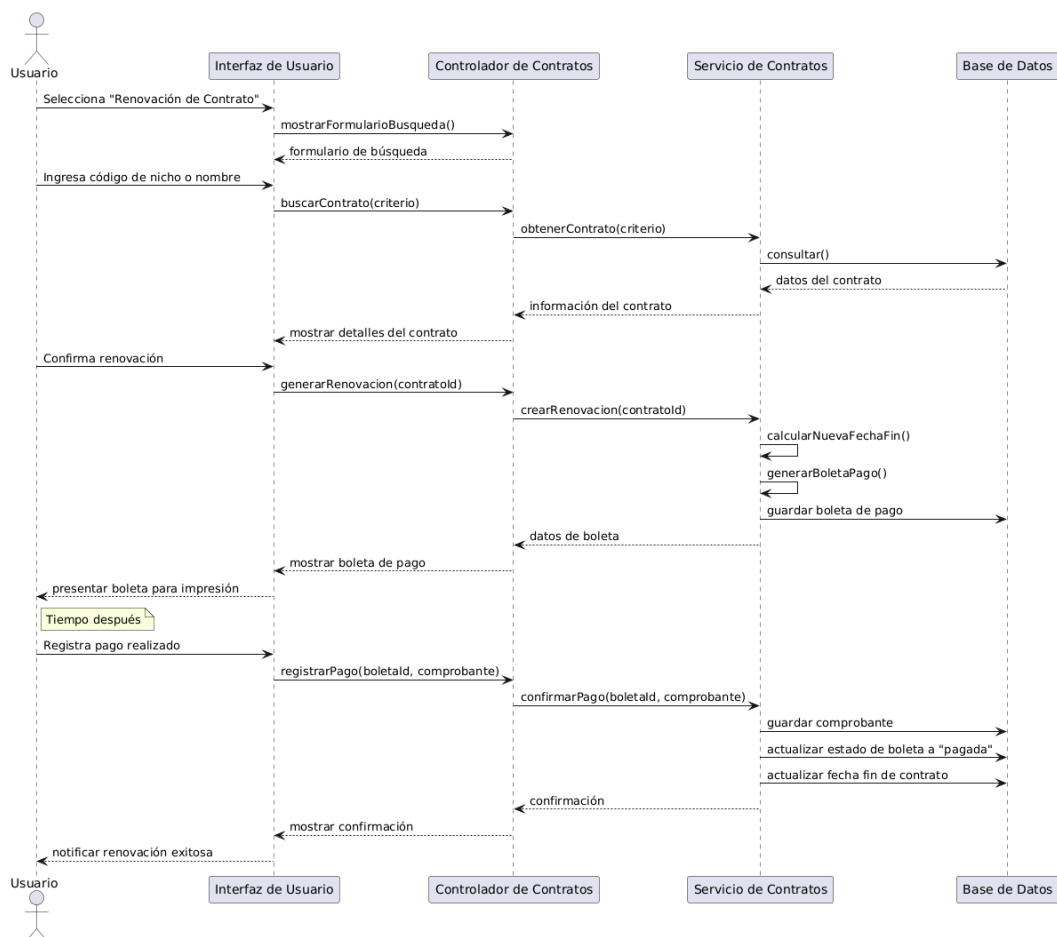 Usuario
Interfaz de Usuario
Controlador de Contratos
Servicio de Contratos
Base de Datos
Selecciona "Renovación de Contrato"
mostrarFormularioBusqueda()
formulario de búsqueda
Ingresa código de nicho o nombre
buscarContrato(criterio)
obtenerContrato(criterio)
consultar()
datos del contrato
información del contrato
mostrar detalles del contrato
Confirma renovación
generarRenovacion(contratoId)
crearRenovacion(contratoId)
calcularNuevaFechaFin()
generarBoletaPago()
guardar boleta de pago
datos de boleta
mostrar boleta de pago
presentar boleta para impresión
Tiempo después
Registra pago realizado
registrarPago(boletaId, comprobante)
confirmarPago(boletaId, comprobante)
guardar comprobante
actualizar estado de boleta a "pagada"
actualizar fecha fin de contrato
confirmación
mostrar confirmación
notificar renovación exitosa
Usuario
Interfaz de Usuario
Controlador de Contratos
Servicio de Contratos
Base de Datos